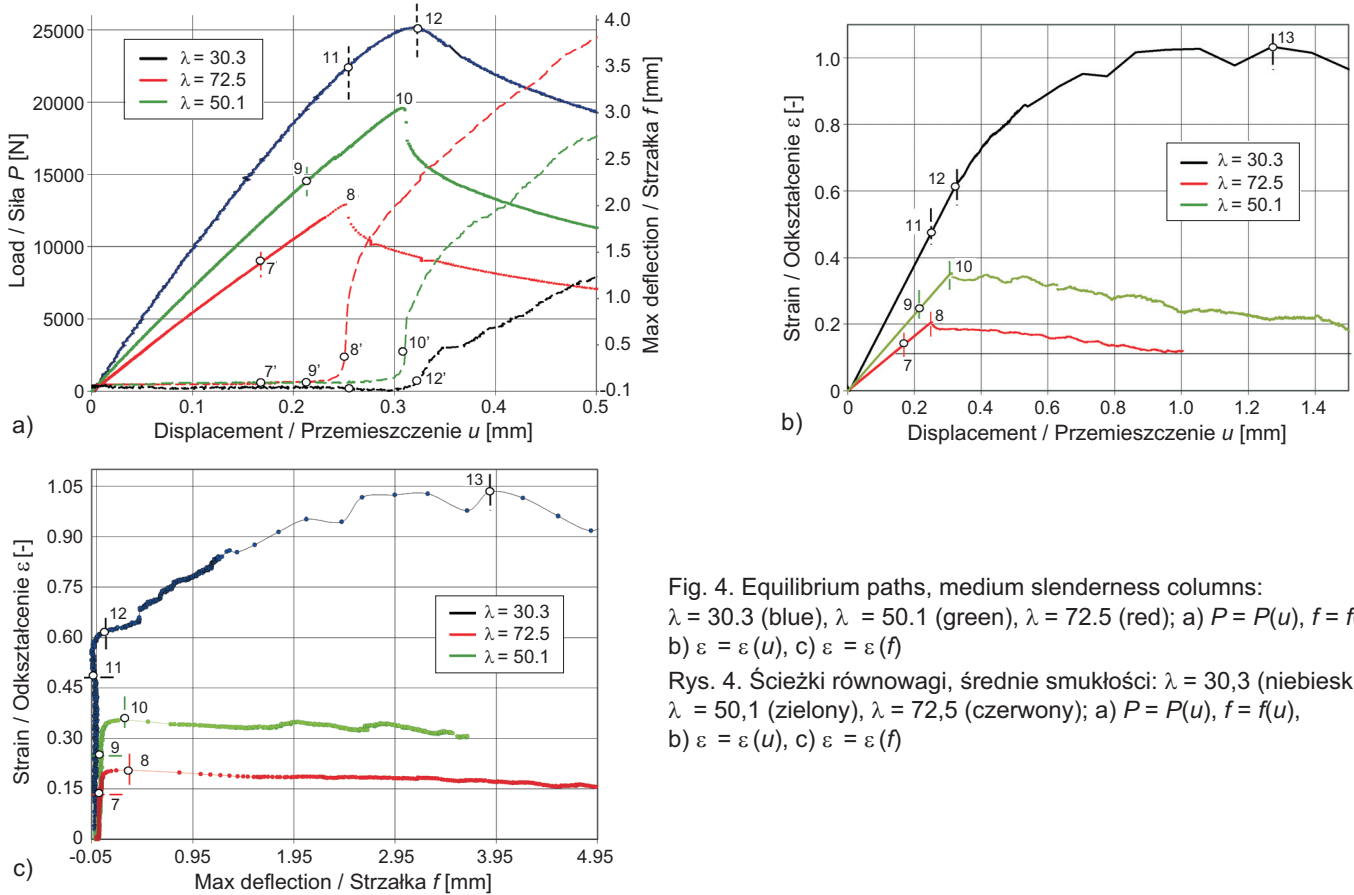 25000
20000
15000
10000
5000
0
Load / Siła P [N]
λ = 30.3
λ = 72.5
λ = 50.1
11
12
10
9
8
7
7'
9'
8'
10'
12'
4.0
3.5
3.0
2.5
2.0
1.5
1.0
0.5
-0.1
Max deflection / Strzałka f [mm]
0 0.2 0.3 0.4 0.5
Displacement / Przemieszczenie u [mm]
a)
1.0
0.8
0.6
0.4
0.2
0
Strain / Odkształcenie ε [-]
13
12
11
10
9
8
7
λ = 30.3
λ = 72.5
λ = 50.1
0 0.2 0.4 0.6 0.8 1.0 1.2 1.4
Displacement / Przemieszczenie u [mm]
b)
1.05
0.90
0.75
0.60
0.45
0.30
0.15
0
Strain / Odkształcenie ε [-]
13
12
11
10
9
8
7
λ = 30.3
λ = 72.5
λ = 50.1
-0.05 0.95 1.95 2.95 3.95 4.95
Max deflection / Strzałka f [mm]
c)
Fig. 4. Equilibrium paths, medium slenderness columns:
λ = 30.3 (blue), λ = 50.1 (green), λ = 72.5 (red); a) P = P(u), f = f
b) ε = ε (u), c) ε = ε (f)
Rys. 4. Ścieżki równowagi, średnie smukłości: λ = 30,3 (niebiesk
λ = 50,1 (zielony), λ = 72,5 (czerwony); a) P = P(u), f = f(u),
b) ε = ε (u), c) ε = ε (f)